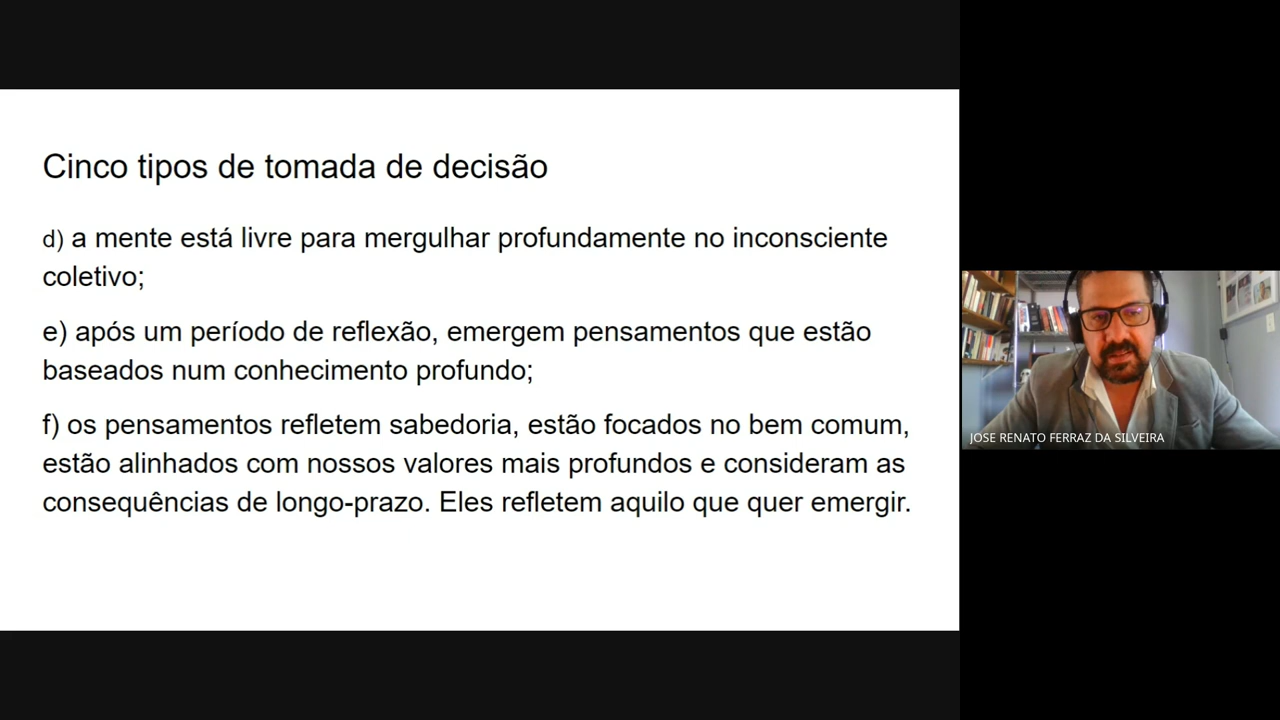 Cinco tipos de tomada de decisão
d) a mente está livre para mergulhar profundamente no inconsciente
coletivo;
e) após um período de reflexão, emergem pensamentos que estão
baseados num conhecimento profundo;
f) os pensamentos refletem sabedoria, estão focados no bem comum,
estão alinhados com nossos valores mais profundos e consideram as
consequências de longo-prazo. Eles refletem aquilo que quer emergir.
JOSE RENATO FERRAZ DA SILVEIRA